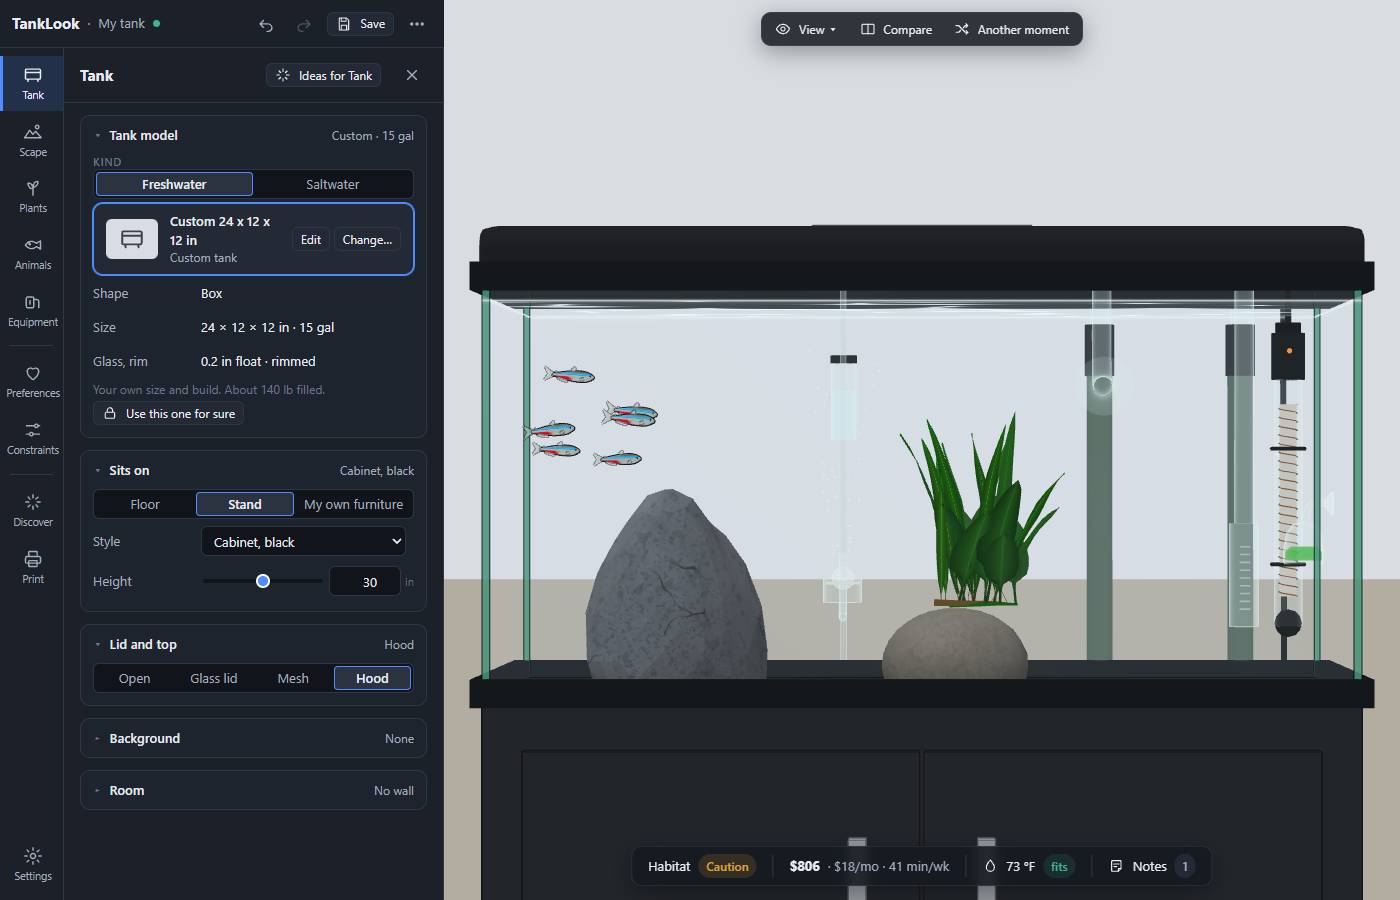 TankLook · My tank
Save
View
Compare
Another moment
Tank
Scape
Plants
Animals
Equipment
Preferences
Constraints
Discover
Print
Settings
Tank
Ideas for Tank
Tank model
Custom · 15 gal
KIND
Freshwater
Saltwater
Custom 24 x 12 x
12 in
Custom tank
Edit
Change...
Shape
Box
Size
24 × 12 × 12 in · 15 gal
Glass, rim
0.2 in float · rimmed
Your own size and build. About 140 lb filled.
Use this one for sure
Sits on
Cabinet, black
Floor
Stand
My own furniture
Style
Cabinet, black
Height
30
in
Lid and top
Hood
Open
Glass lid
Mesh
Hood
Background
None
Room
No wall
Habitat
Caution
$806 · $18/mo · 41 min/wk
73 °F
fits
Notes
1